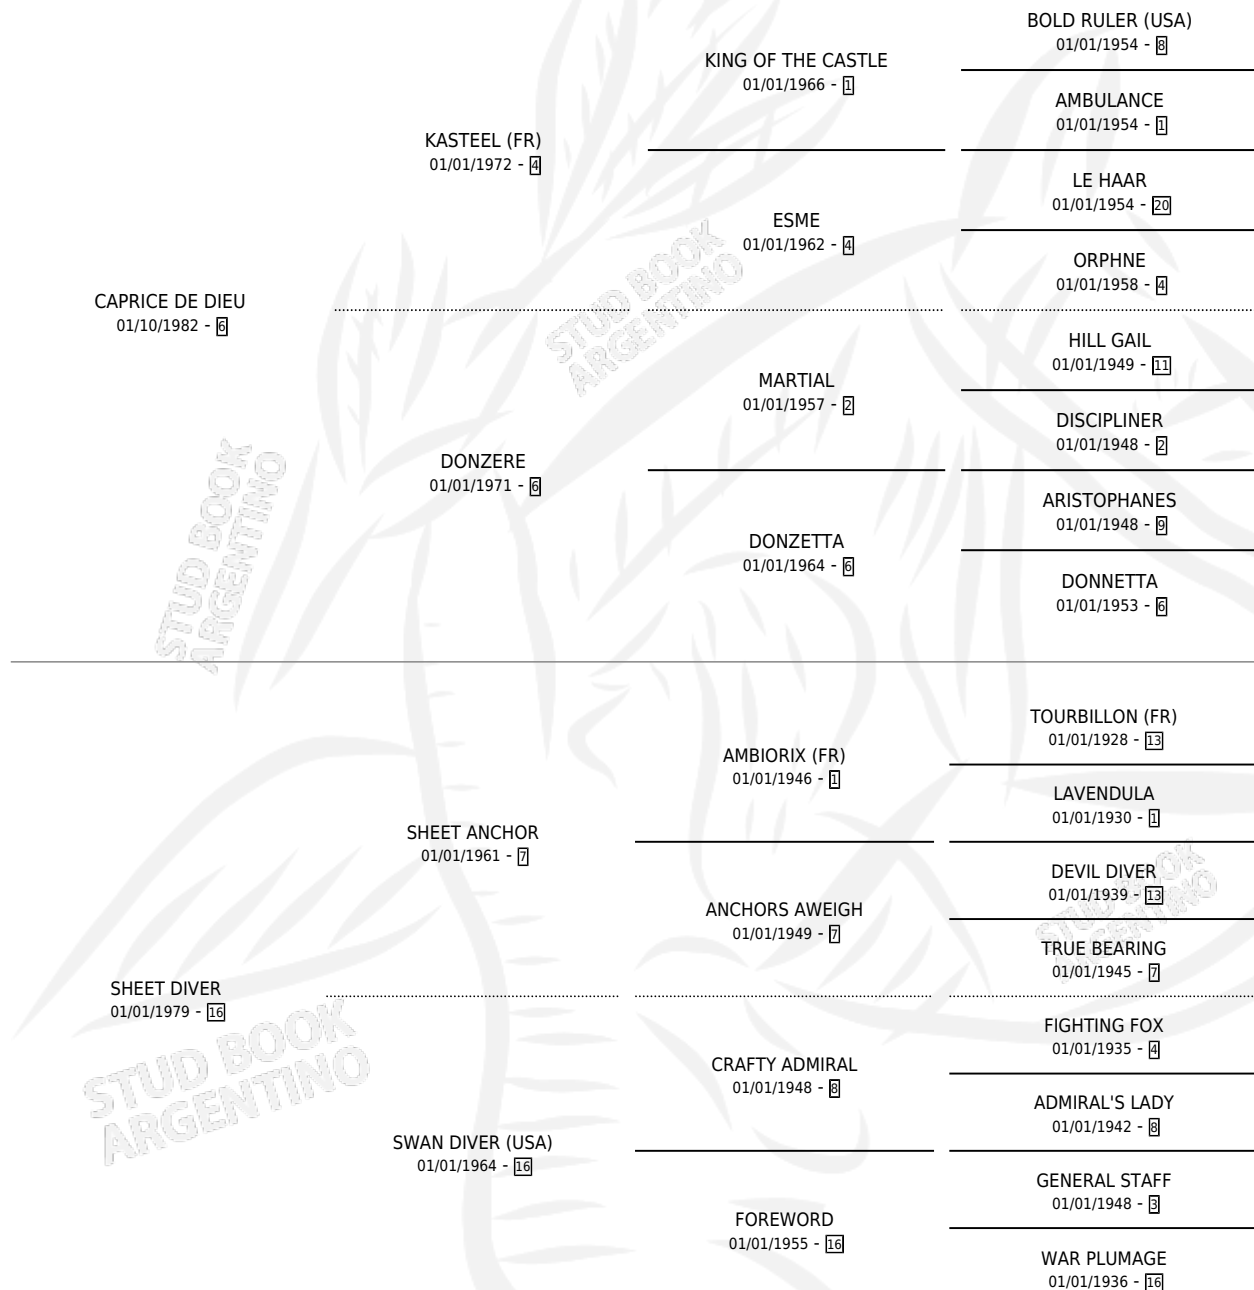 BOLD RULER (USA)
01/01/1954 - 8
KING OF THE CASTLE
01/01/1966 - 1
AMBULANCE
01/01/1954 - 1
KASTEEL (FR)
01/01/1972 - 4
LE HAAR
01/01/1954 - 20
ESME
01/01/1962 - 4
ORPHNE
01/01/1958 - 4
CAPRICE DE DIEU
01/10/1982 - 6
HILL GAIL
01/01/1949 - 11
MARTIAL
01/01/1957 - 2
DISCIPLINER
01/01/1948 - 2
DONZERE
01/01/1971 - 6
ARISTOPHANES
01/01/1948 - 9
DONZETTA
01/01/1964 - 6
DONNETTA
01/01/1953 - 6
STUD BOOK
ARGENTINO
STUD BOOK
ARGENTINO
TOURBILLON (FR)
01/01/1928 - 13
AMBIORIX (FR)
01/01/1946 - 1
LAVENDULA
01/01/1930 - 1
SHEET ANCHOR
01/01/1961 - 7
DEVIL DIVER
01/01/1939 - 13
ANCHORS AWEIGH
01/01/1949 - 7
TRUE BEARING
01/01/1945 - 7
SHEET DIVER
01/01/1979 - 16
FIGHTING FOX
01/01/1935 - 4
CRAFTY ADMIRAL
01/01/1948 - 8
ADMIRAL'S LADY
01/01/1942 - 8
SWAN DIVER (USA)
01/01/1964 - 16
GENERAL STAFF
01/01/1948 - 3
FOREWORD
01/01/1955 - 16
WAR PLUMAGE
01/01/1936 - 16
STUD BOOK
ARGENTINO
STUD BOOK
ARGENTINO